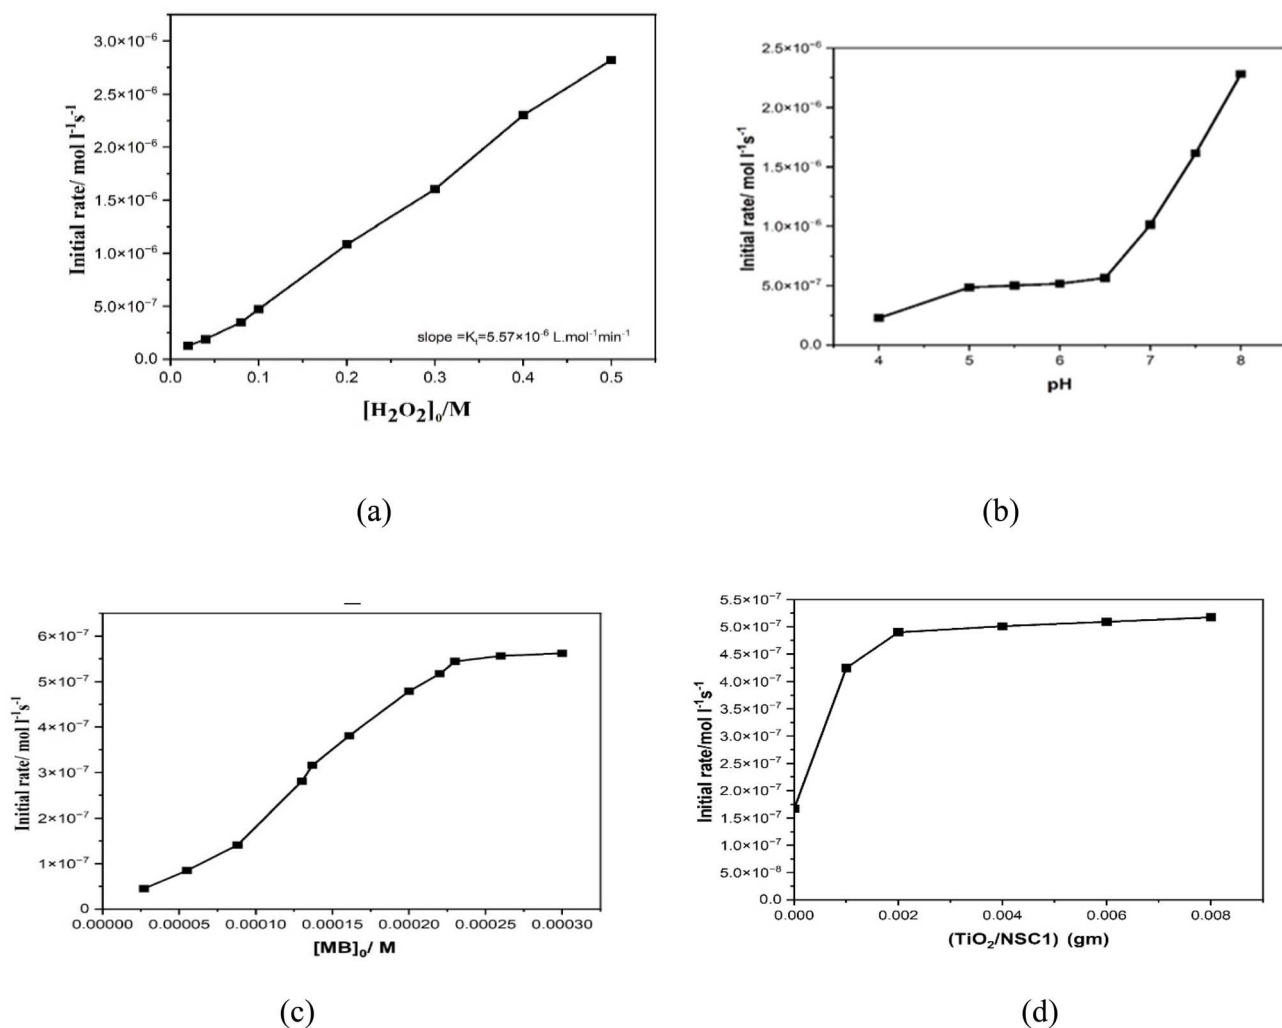 3.0×10⁻⁶
2.5×10⁻⁶
2.0×10⁻⁶
1.5×10⁻⁶
1.0×10⁻⁶
5.0×10⁻⁷
0.0
Initial rate/ mol l⁻¹s⁻¹
slope =Kₜ=5.57×10⁻⁶ L.mol⁻¹min⁻¹
0.0 0.1 0.2 0.3 0.4 0.5
[H₂O₂]₀/M
(a)
2.5×10⁻⁶
2.0×10⁻⁶
1.5×10⁻⁶
1.0×10⁻⁶
5.0×10⁻⁷
0.0
Initial rate/ mol l⁻¹s⁻¹
4 5 6 7 8
pH
(b)
6×10⁻⁷
5×10⁻⁷
4×10⁻⁷
3×10⁻⁷
2×10⁻⁷
1×10⁻⁷
0
Initial rate/ mol l⁻¹s⁻¹
0.00000 0.00005 0.00010 0.00015 0.00020 0.00025 0.00030
[MB]₀/ M
(c)
5.5×10⁻⁷
5.0×10⁻⁷
4.5×10⁻⁷
4.0×10⁻⁷
3.5×10⁻⁷
3.0×10⁻⁷
2.5×10⁻⁷
2.0×10⁻⁷
1.5×10⁻⁷
1.0×10⁻⁷
5.0×10⁻⁸
0.0
Initial rate/mol l⁻¹s⁻¹
0.000 0.002 0.004 0.006 0.008
(TiO₂/NSC1) (gm)
(d)